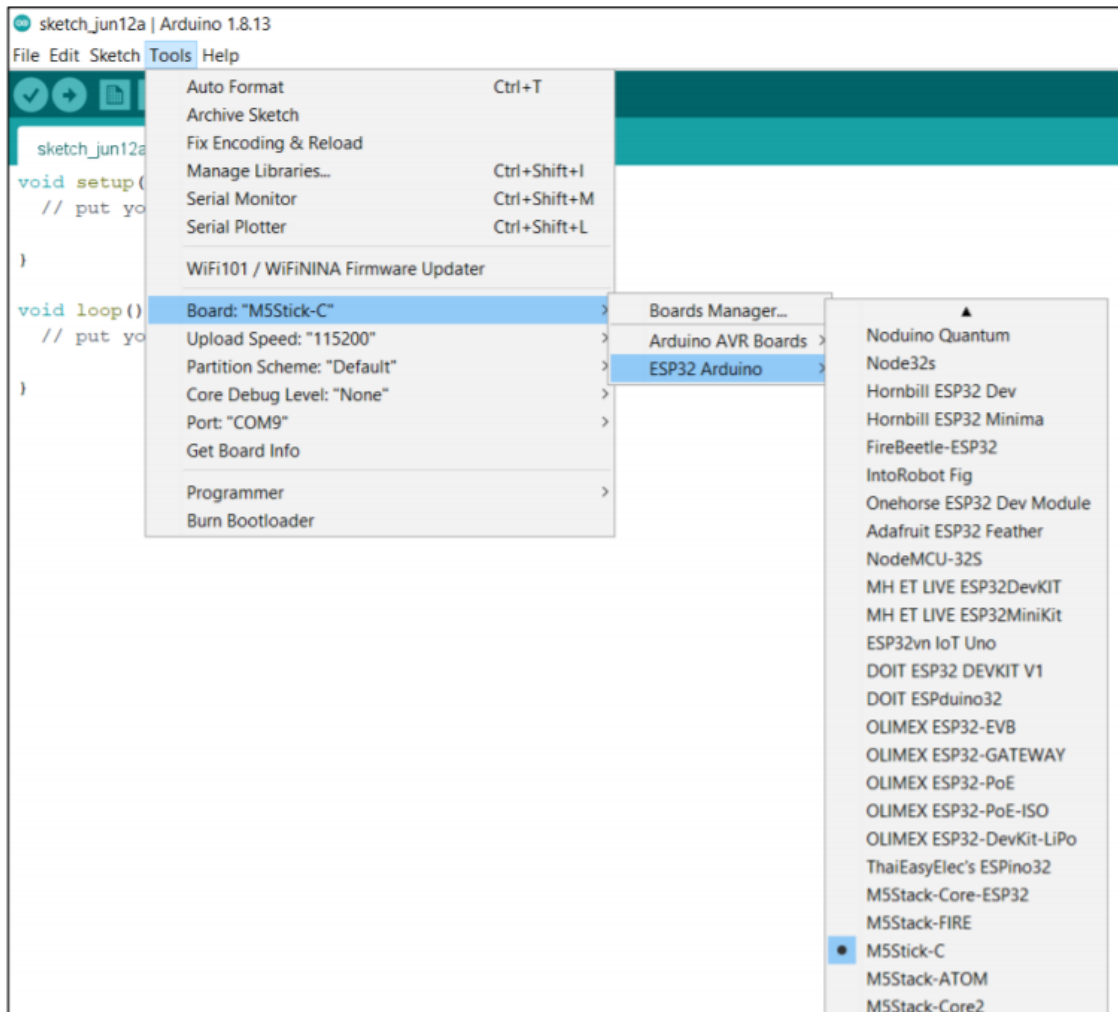 sketch_jun12a | Arduino 1.8.13
File Edit Sketch Tools Help
sketch_jun12a
void setup(
// put yo
}
void loop()
// put yo
}
Auto Format Ctrl+T
Archive Sketch
Fix Encoding & Reload
Manage Libraries... Ctrl+Shift+I
Serial Monitor Ctrl+Shift+M
Serial Plotter Ctrl+Shift+L
WiFi101 / WiFiNINA Firmware Updater
Board: "M5Stick-C"
Upload Speed: "115200"
Partition Scheme: "Default"
Core Debug Level: "None"
Port: "COM9"
Get Board Info
Programmer
Burn Bootloader
Boards Manager...
Arduino AVR Boards
ESP32 Arduino
Noduino Quantum
Node32s
Hornbill ESP32 Dev
Hornbill ESP32 Minima
FireBeetle-ESP32
IntoRobot Fig
Onehorse ESP32 Dev Module
Adafruit ESP32 Feather
NodeMCU-32S
MH ET LIVE ESP32DevKIT
MH ET LIVE ESP32MiniKit
ESP32vn IoT Uno
DOIT ESP32 DEVKIT V1
DOIT ESPduino32
OLIMEX ESP32-EVB
OLIMEX ESP32-GATEWAY
OLIMEX ESP32-PoE
OLIMEX ESP32-PoE-ISO
OLIMEX ESP32-DevKit-LiPo
ThaiEasyElec's ESPino32
M5Stack-Core-ESP32
M5Stack-FIRE
M5Stick-C
M5Stack-ATOM
M5Stack-Core2